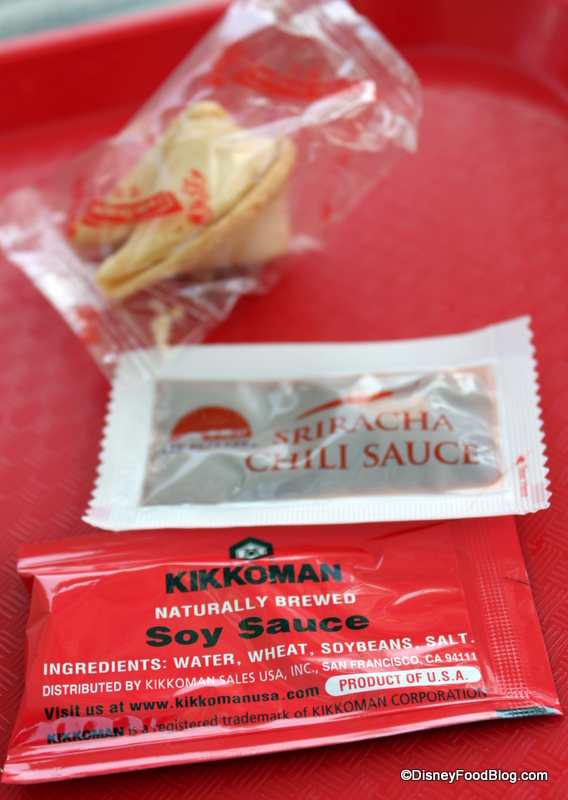 SRIRACHA
CHILI SAUCE
KIKKOMAN
NATURALLY BREWED
Soy Sauce
INGREDIENTS: WATER, WHEAT, SOYBEANS, SALT.
DISTRIBUTED BY KIKKOMAN SALES USA, INC., SAN FRANCISCO, CA 94111
Visit us at www.kikkomanusa.com PRODUCT OF U.S.A.
KIKKOMAN is a registered trademark of KIKKOMAN CORPORATION
©DisneyFoodBlog.com